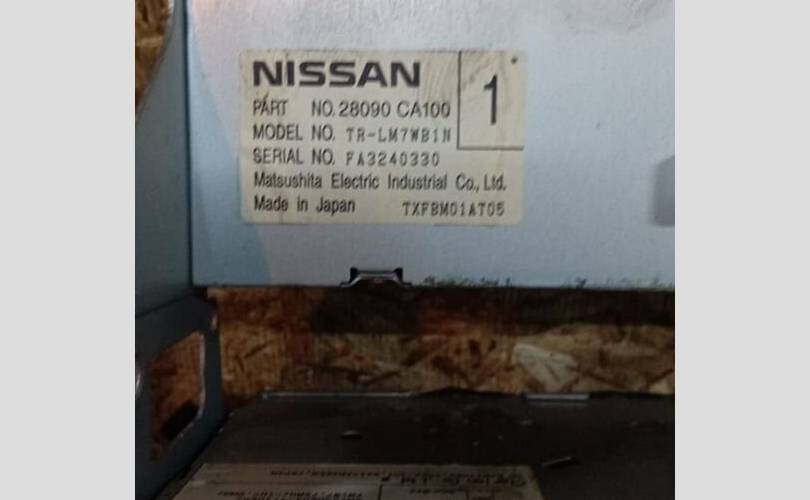 NISSAN
1
PART NO. 28090 CA100
MODEL NO. TR-LM7WB1N
SERIAL NO. FA3240330
Matsushita Electric Industrial Co., Ltd.
Made in Japan TXFBM01AT05